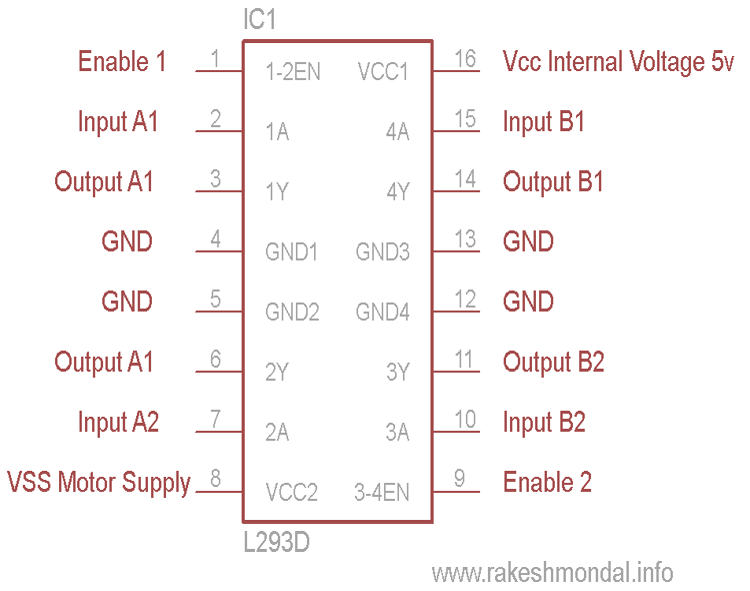 IC1
Enable 1 1 1-2EN VCC1 16 Vcc Internal Voltage 5v
Input A1 2 1A 4A 15 Input B1
Output A1 3 1Y 4Y 14 Output B1
GND 4 GND1 GND3 13 GND
GND 5 GND2 GND4 12 GND
Output A1 6 2Y 3Y 11 Output B2
Input A2 7 2A 3A 10 Input B2
VSS Motor Supply 8 VCC2 3-4EN 9 Enable 2
L293D
www.rakeshmondal.info